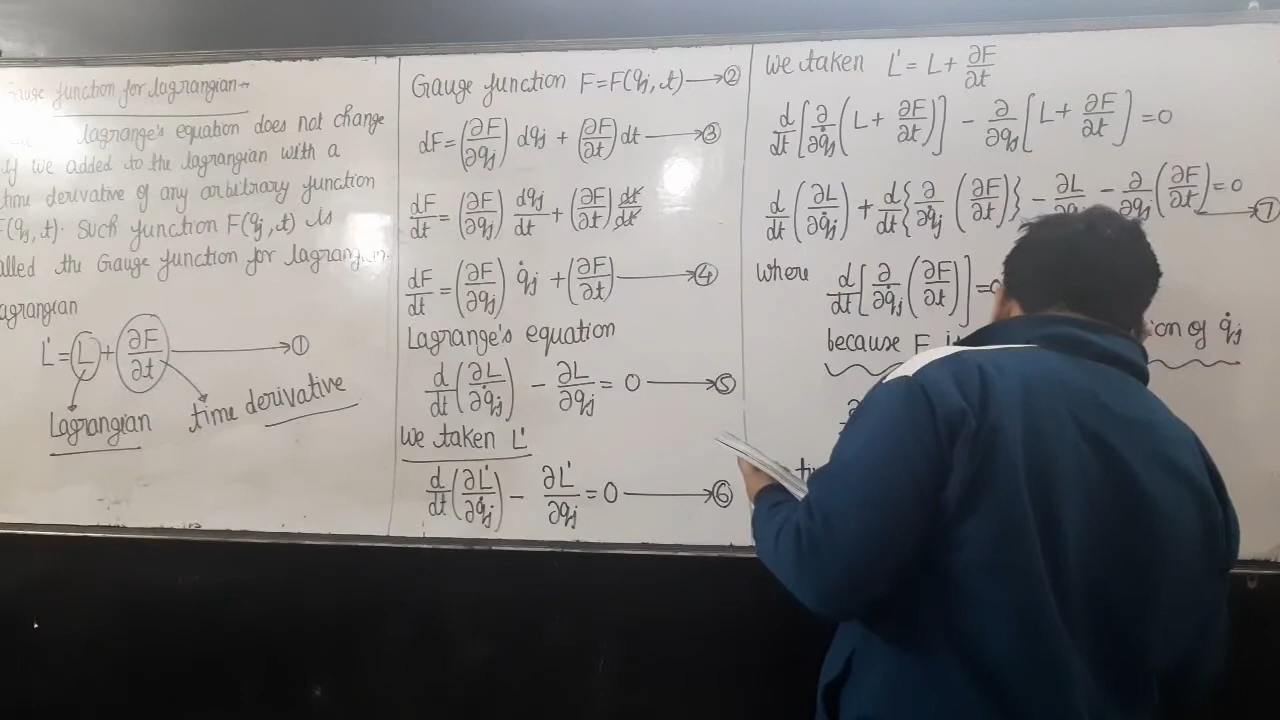 function for lagrangian-
lagrange's equation does not change
if we added to the lagrangian with a
time derivative of any arbitrary function
F(qj, t). Such function F(qj, t) is
called the Gauge function for lagrangian.
lagrangian
L' = L + ∂F/∂t → ①
Lagrangian time derivative
Gauge function F = F(qj, t) → ②
dF = (∂F/∂qj) dqj + (∂F/∂t) dt → ③
dF/dt = (∂F/∂qj) dqj/dt + (∂F/∂t) dt/dt
dF/dt = (∂F/∂qj) q̇j + (∂F/∂t) → ④
Lagrange's equation
d/dt (∂L/∂q̇j) - ∂L/∂qj = 0 → ⑤
We taken L'
d/dt (∂L'/∂q̇j) - ∂L'/∂qj = 0 → ⑥
We taken L' = L + ∂F/∂t
d/dt [∂/∂q̇j (L + ∂F/∂t)] - ∂/∂qj [L + ∂F/∂t] = 0
d/dt (∂L/∂q̇j) + d/dt {∂/∂q̇j (∂F/∂t)} - ∂L/∂q - ∂/∂qj (∂F/∂t) = 0 → ⑦
where d/dt [∂/∂q̇j (∂F/∂t)] = 0
because F of q̇j